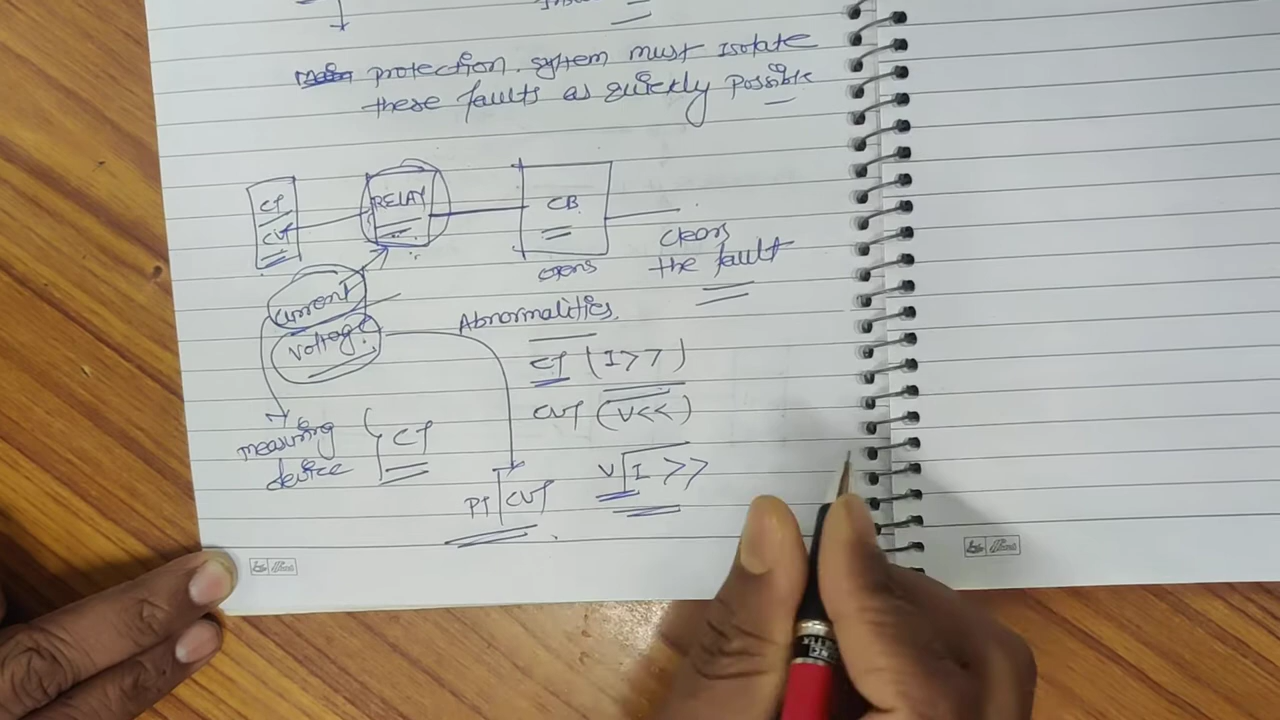 protection system must Isolate
these faults as quickly possible
CT
CVT
RELAY
CB
opens
clears
the fault
current
voltage
Abnormalities
CT (I>>)
CVT (V<<)
measuring
device
CT
PT CVT
V I >>